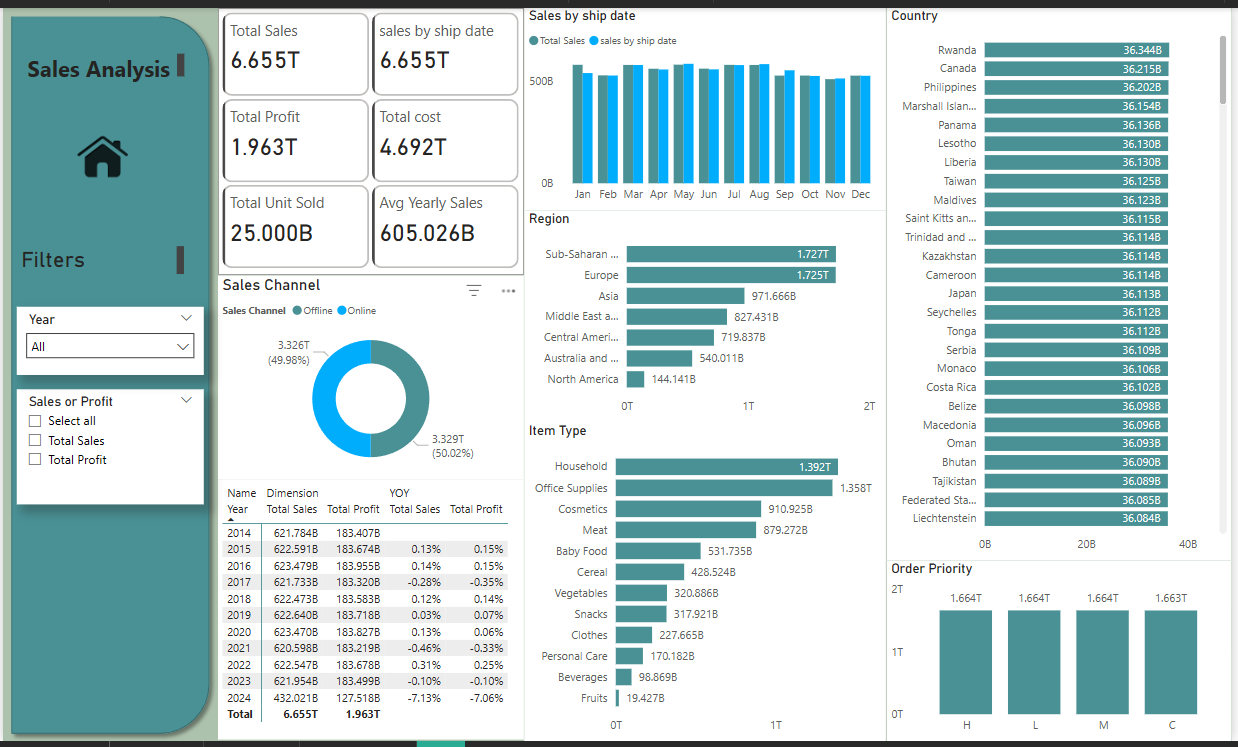 Sales Analysis
Filters
Year
All
Sales or Profit
Select all
Total Sales
Total Profit
Total Sales
6.655T
sales by ship date
6.655T
Total Profit
1.963T
Total cost
4.692T
Total Unit Sold
25.000B
Avg Yearly Sales
605.026B
Sales Channel
Sales Channel Offline Online
3.326T
(49.98%)
3.329T
(50.02%)
Name Dimension YOY
Year Total Sales Total Profit Total Sales Total Profit
2014 621.784B 183.407B
2015 622.591B 183.674B 0.13% 0.15%
2016 623.479B 183.955B 0.14% 0.15%
2017 621.733B 183.320B -0.28% -0.35%
2018 622.473B 183.583B 0.12% 0.14%
2019 622.640B 183.718B 0.03% 0.07%
2020 623.470B 183.827B 0.13% 0.06%
2021 620.598B 183.219B -0.46% -0.33%
2022 622.547B 183.678B 0.31% 0.25%
2023 621.954B 183.499B -0.10% -0.10%
2024 432.021B 127.518B -7.13% -7.06%
Total 6.655T 1.963T
Sales by ship date
Total Sales sales by ship date
500B
0B
Jan Feb Mar Apr May Jun Jul Aug Sep Oct Nov Dec
Region
Sub-Saharan ... 1.727T
Europe 1.725T
Asia 971.666B
Middle East a... 827.431B
Central Ameri... 719.837B
Australia and ... 540.011B
North America 144.141B
0T 1T 2T
Item Type
Household 1.392T
Office Supplies 1.358T
Cosmetics 910.925B
Meat 879.272B
Baby Food 531.735B
Cereal 428.524B
Vegetables 320.886B
Snacks 317.921B
Clothes 227.665B
Personal Care 170.182B
Beverages 98.869B
Fruits 19.427B
0T 1T
Country
Rwanda 36.344B
Canada 36.215B
Philippines 36.202B
Marshall Islan... 36.154B
Panama 36.136B
Lesotho 36.130B
Liberia 36.130B
Taiwan 36.125B
Maldives 36.123B
Saint Kitts an... 36.115B
Trinidad and ... 36.114B
Kazakhstan 36.114B
Cameroon 36.114B
Japan 36.113B
Seychelles 36.112B
Tonga 36.112B
Serbia 36.109B
Monaco 36.106B
Costa Rica 36.102B
Belize 36.098B
Macedonia 36.096B
Oman 36.093B
Bhutan 36.090B
Tajikistan 36.089B
Federated Sta... 36.085B
Liechtenstein 36.084B
0B 20B 40B
Order Priority
2T
1.664T 1.664T 1.664T 1.663T
1T
0T
H L M C